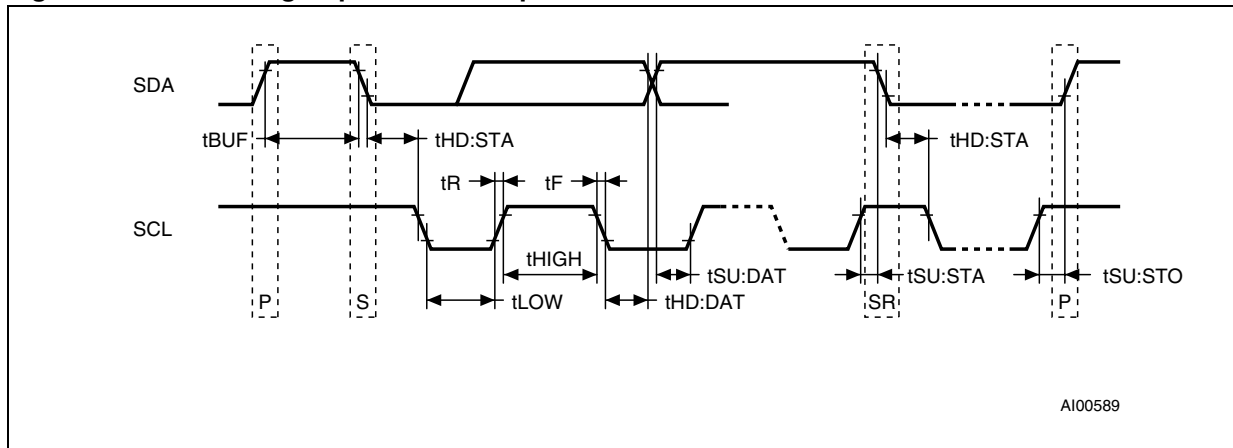 SDA
tBUF
tHD:STA
tHD:STA
tR
tF
SCL
tHIGH
tSU:DAT
tSU:STA
tSU:STO
P
S
tLOW
tHD:DAT
SR
P
AI00589